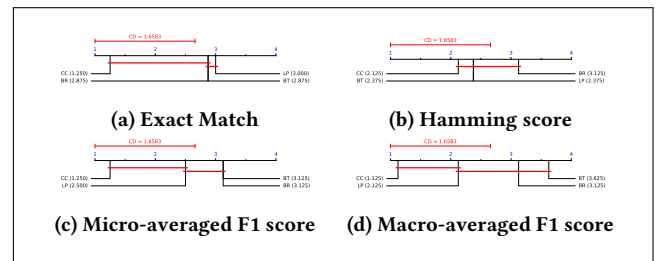 CD = 1.6583
1 2 3 4
CC (1.250) LP (3.000)
BR (2.875) BT (2.875)
(a) Exact Match
CD = 1.6583
1 2 3 4
CC (2.125) BR (3.125)
BT (2.375) LP (2.375)
(b) Hamming score
CD = 1.6583
1 2 3 4
CC (1.250) BT (3.125)
LP (2.500) BR (3.125)
(c) Micro-averaged F1 score
CD = 1.6583
1 2 3 4
CC (1.125) BT (3.625)
LP (2.125) BR (3.125)
(d) Macro-averaged F1 score